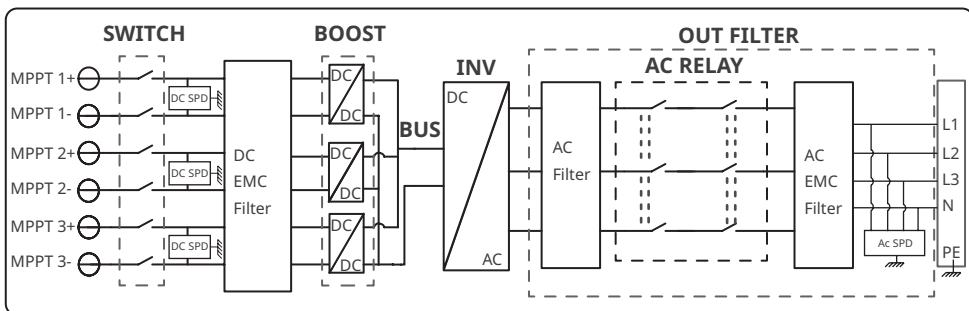 SWITCH
BOOST
OUT FILTER
INV
AC RELAY
MPPT 1+
MPPT 1-
MPPT 2+
MPPT 2-
MPPT 3+
MPPT 3-
DC SPD
DC SPD
DC SPD
DC
EMC
Filter
DC
DC
DC
DC
DC
DC
BUS
DC
AC
AC
Filter
AC
EMC
Filter
L1
L2
L3
N
PE
Ac SPD